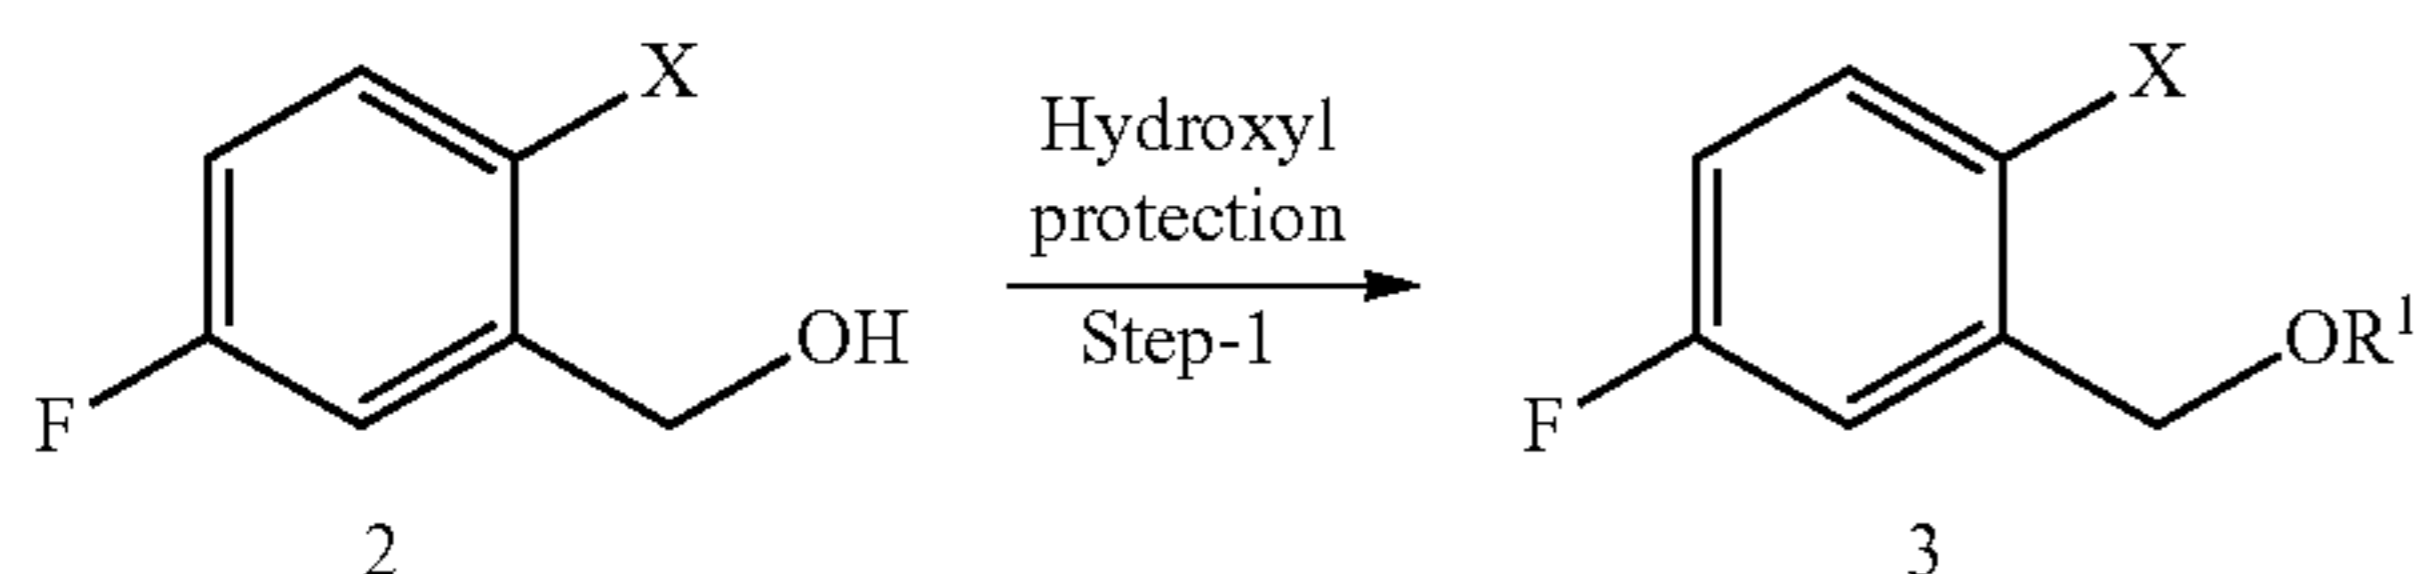 X
OH
F
2
Hydroxyl
protection
Step-1
X
OR¹
F
3